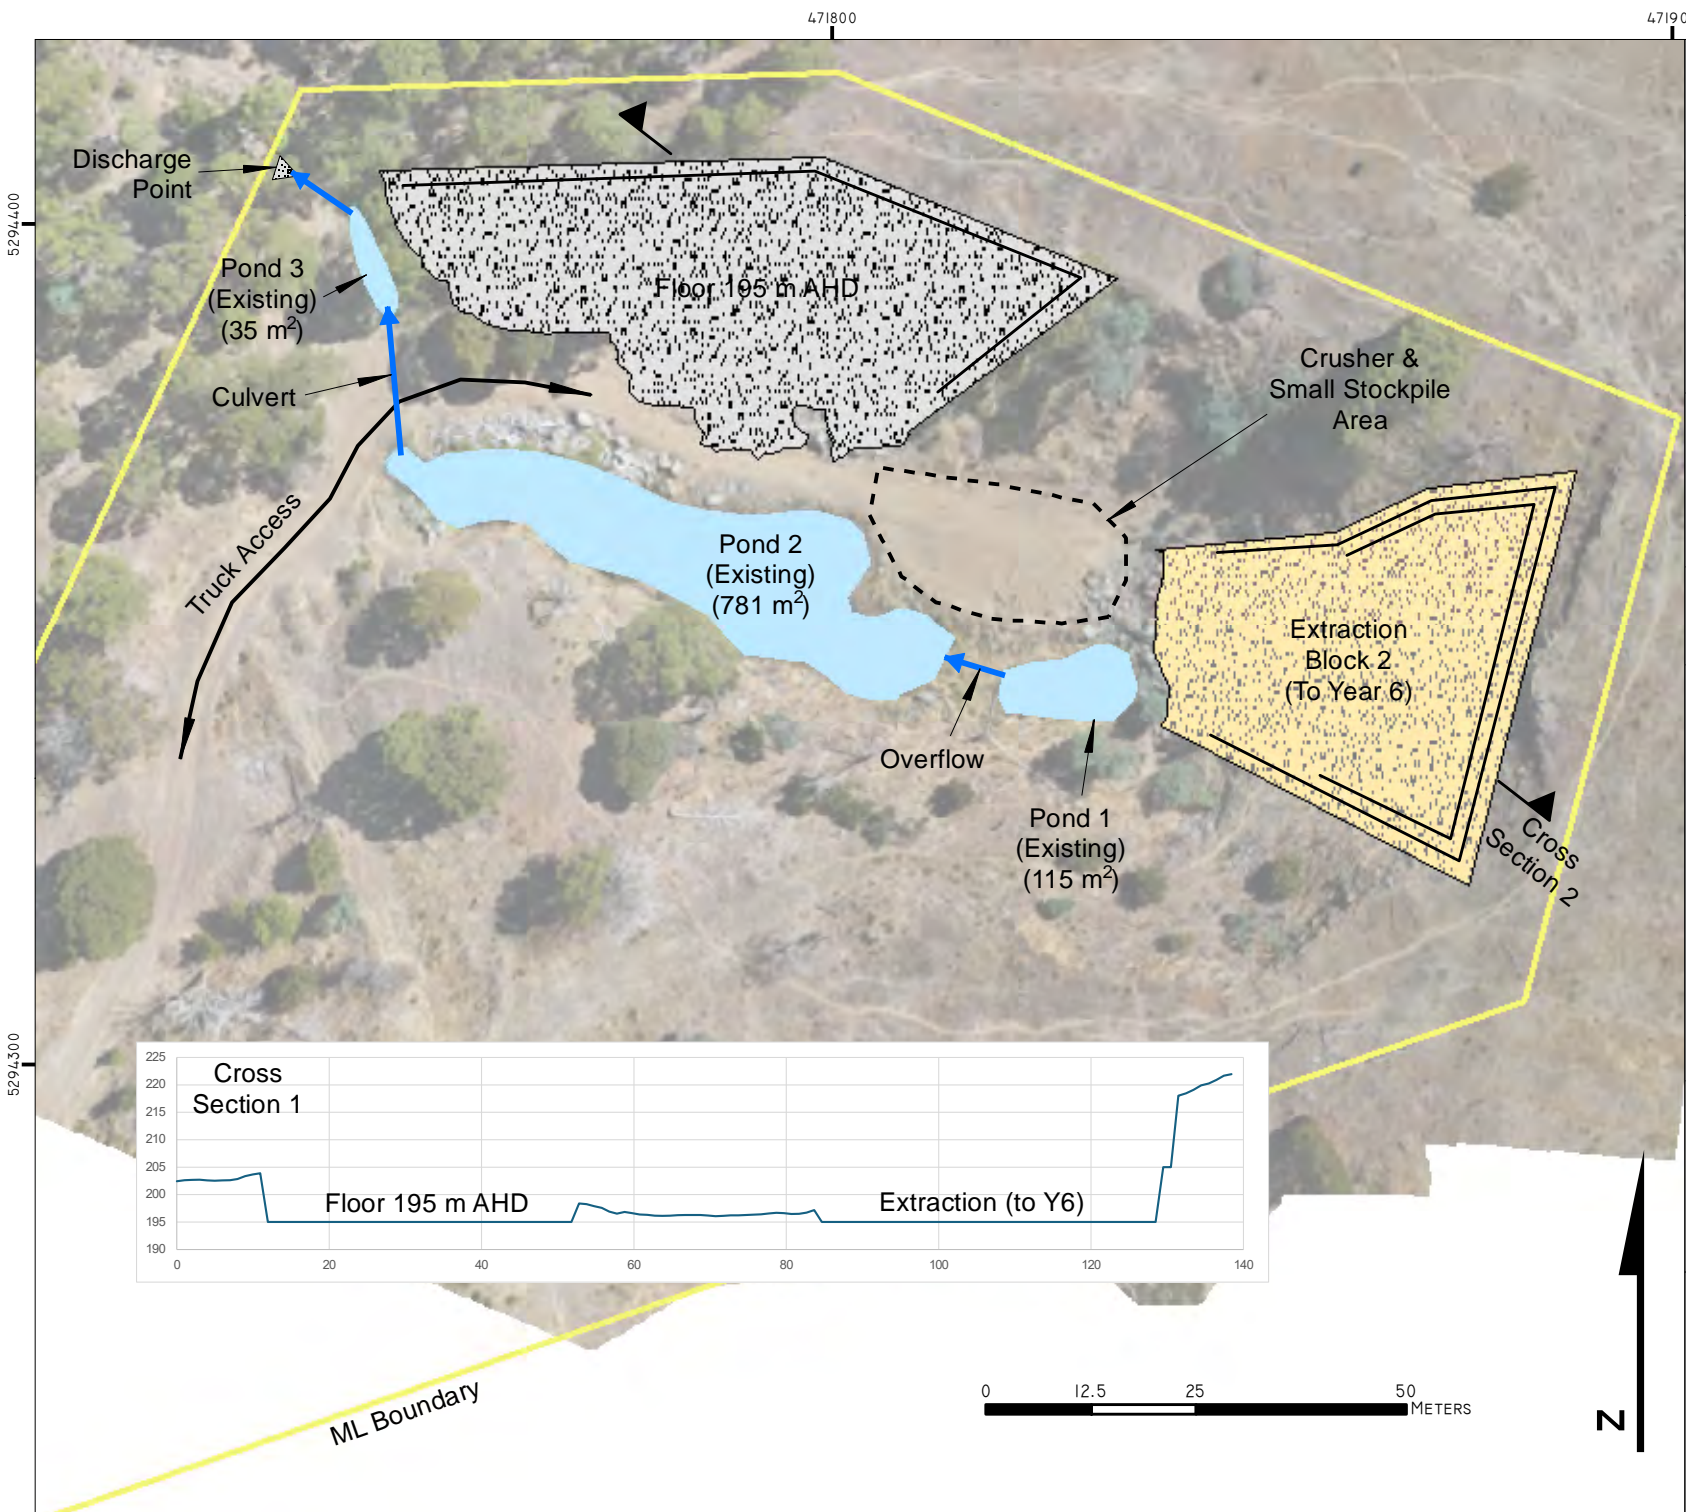 471800
47190
5294400
5294300
Discharge
Point
Pond 3
(Existing)
(35 m²)
Culvert
Truck Access
Floor 195 m AHD
Crusher &
Small Stockpile
Area
Pond 2
(Existing)
(781 m²)
Extraction
Block 2
(To Year 6)
Overflow
Pond 1
(Existing)
(115 m²)
Cross
Section 2
Cross
Section 1
225
220
215
210
205
200
195
190
Floor 195 m AHD
Extraction (to Y6)
0 20 40 60 80 100 120 140
ML Boundary
0 12.5 25 50
METERS
N